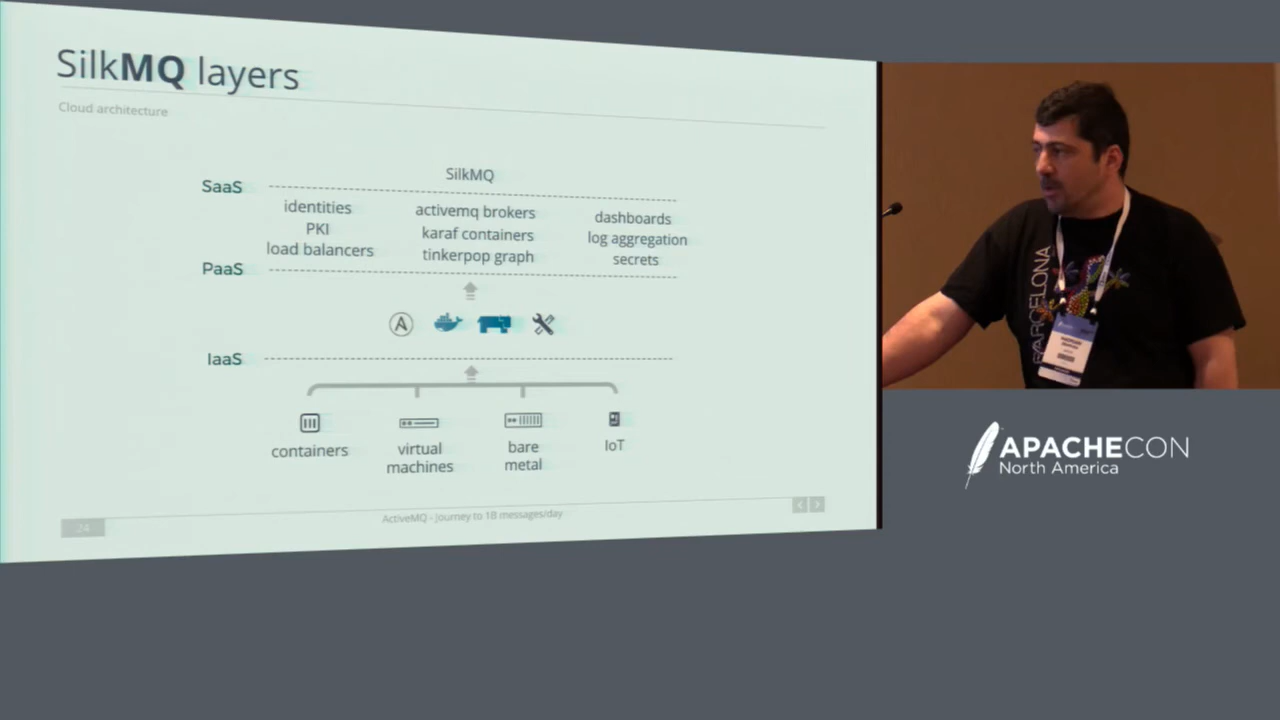 SilkMQ layers
Cloud architecture
SilkMQ
SaaS
identities
activemq brokers
dashboards
PKI
karaf containers
log aggregation
load balancers
tinkerpop graph
secrets
PaaS
IaaS
containers
virtual
machines
bare
metal
IoT
24
ActiveMQ - Journey to 1B messages/day
BARCELONA
APACHECON
North America